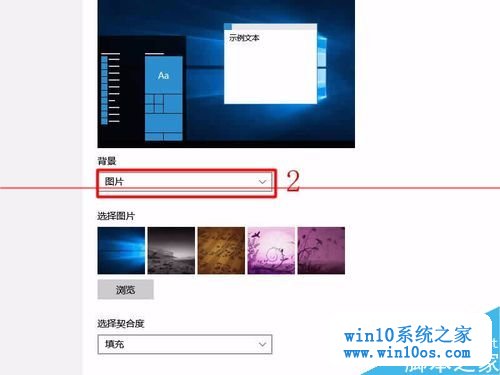 示例文本
Aa
背景
图片
2
选择图片
浏览
选择契合度
填充
win10系统之家
www.win10os.com
脚本之家